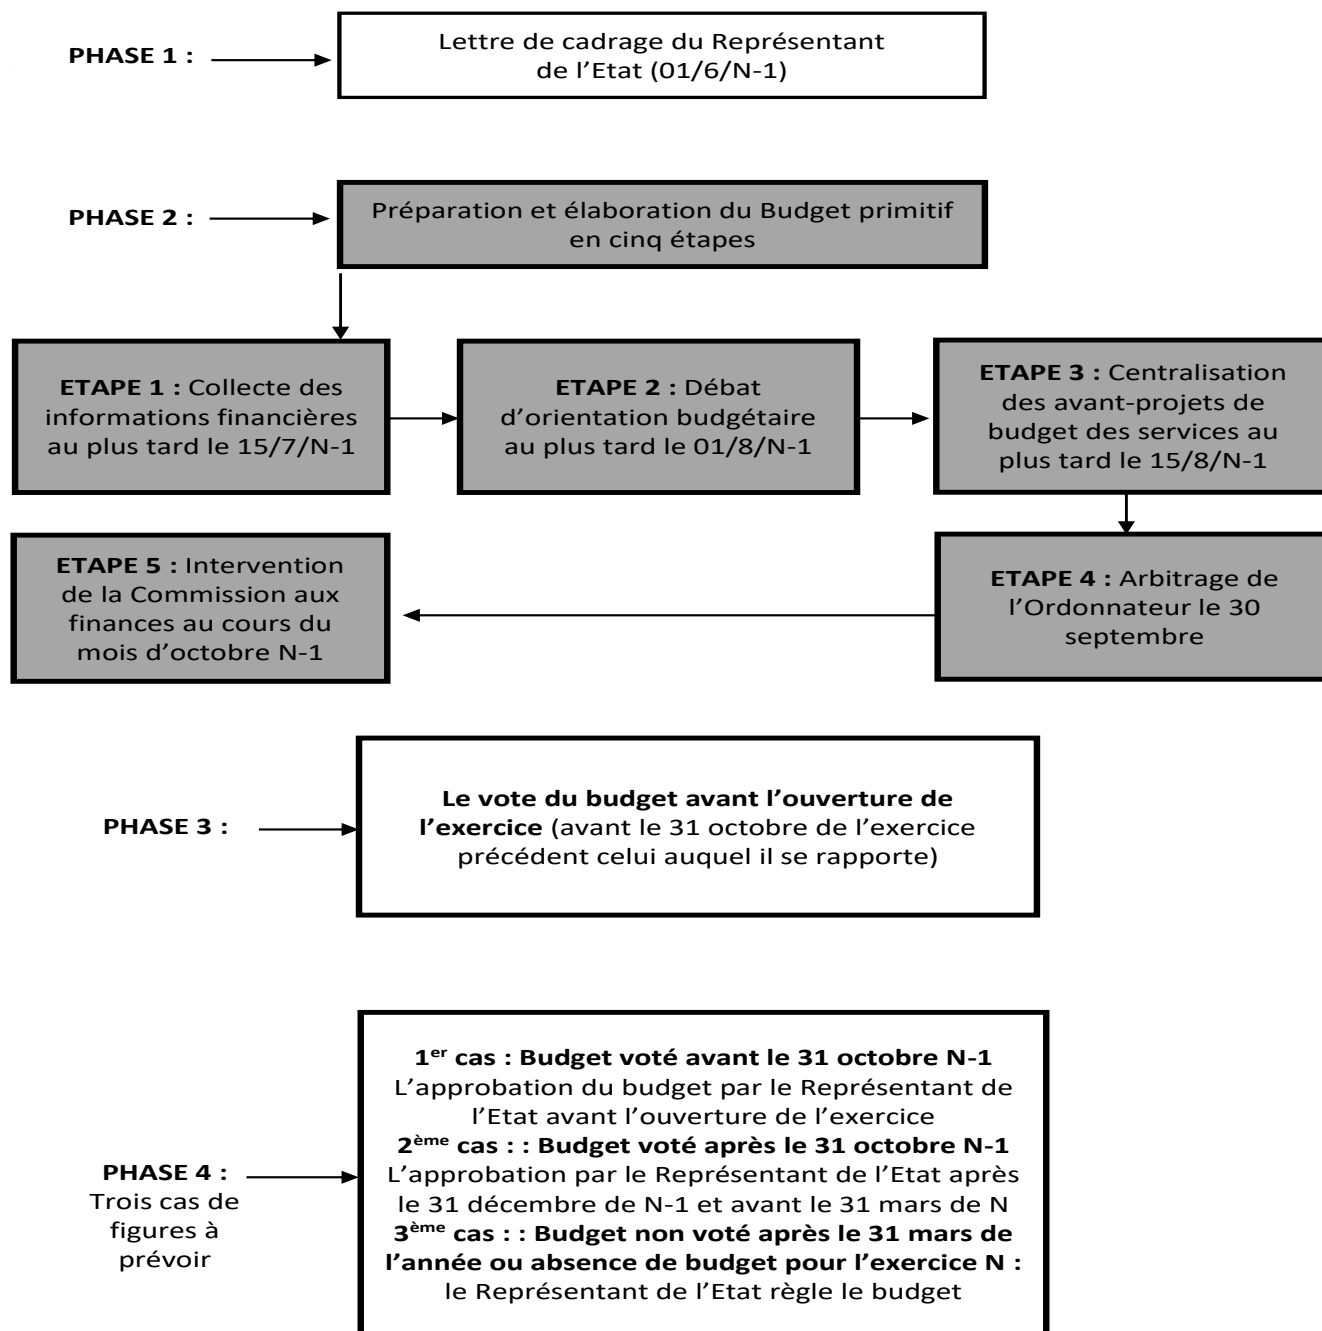 PHASE 1 :
Lettre de cadrage du Représentant
de l’Etat (01/6/N-1)
PHASE 2 :
Préparation et élaboration du Budget primitif
en cinq étapes
ETAPE 1 : Collecte des
informations financières
au plus tard le 15/7/N-1
ETAPE 2 : Débat
d’orientation budgétaire
au plus tard le 01/8/N-1
ETAPE 3 : Centralisation
des avant-projets de
budget des services au
plus tard le 15/8/N-1
ETAPE 4 : Arbitrage de
l’Ordonnateur le 30
septembre
ETAPE 5 : Intervention
de la Commission aux
finances au cours du
mois d’octobre N-1
PHASE 3 :
Le vote du budget avant l’ouverture de
l’exercice (avant le 31 octobre de l’exercice
précédent celui auquel il se rapporte)
PHASE 4 :
Trois cas de
figures à
prévoir
1er cas : Budget voté avant le 31 octobre N-1
L’approbation du budget par le Représentant de
l’Etat avant l’ouverture de l’exercice
2ème cas : : Budget voté après le 31 octobre N-1
L’approbation par le Représentant de l’Etat après
le 31 décembre de N-1 et avant le 31 mars de N
3ème cas : : Budget non voté après le 31 mars de
l’année ou absence de budget pour l’exercice N :
le Représentant de l’Etat règle le budget